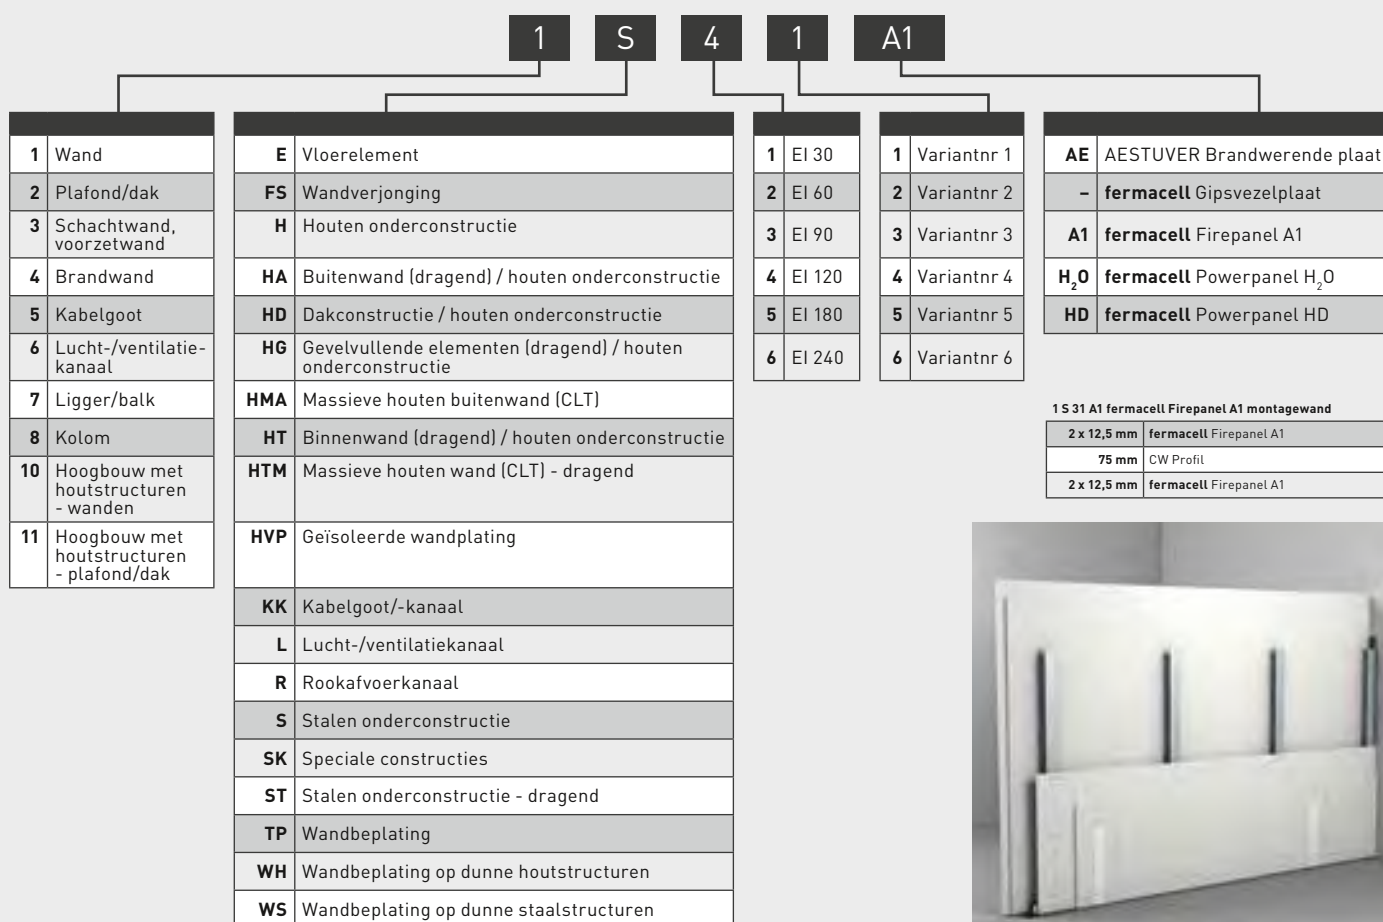 1 S 4 1 A1
1 Wand
2 Plafond/dak
3 Schachtwand,
voorzetwand
4 Brandwand
5 Kabelgoot
6 Lucht-/ventilatie-
kanaal
7 Ligger/balk
8 Kolom
10 Hoogbouw met
houtstructuren
- wanden
11 Hoogbouw met
houtstructuren
- plafond/dak
E Vloerelement
FS Wandverjonging
H Houten onderconstructie
HA Buitenwand (dragend) / houten onderconstructie
HD Dakconstructie / houten onderconstructie
HG Gevelvullende elementen (dragend) / houten
onderconstructie
HMA Massieve houten buitenwand (CLT)
HT Binnenwand (dragend) / houten onderconstructie
HTM Massieve houten wand (CLT) - dragend
HVP Geïsoleerde wandplating
KK Kabelgoot/-kanaal
L Lucht-/ventilatiekanaal
R Rookafvoerkanaal
S Stalen onderconstructie
SK Speciale constructies
ST Stalen onderconstructie - dragend
TP Wandbeplating
WH Wandbeplating op dunne houtstructuren
WS Wandbeplating op dunne staalstructuren
1 EI 30
2 EI 60
3 EI 90
4 EI 120
5 EI 180
6 EI 240
1 Variantnr 1
2 Variantnr 2
3 Variantnr 3
4 Variantnr 4
5 Variantnr 5
6 Variantnr 6
AE AESTUVER Brandwerende plaat
– fermacell Gipsvezelplaat
A1 fermacell Firepanel A1
H₂O fermacell Powerpanel H₂O
HD fermacell Powerpanel HD
1 S 31 A1 fermacell Firepanel A1 montagewand
2 x 12,5 mm fermacell Firepanel A1
75 mm CW Profil
2 x 12,5 mm fermacell Firepanel A1